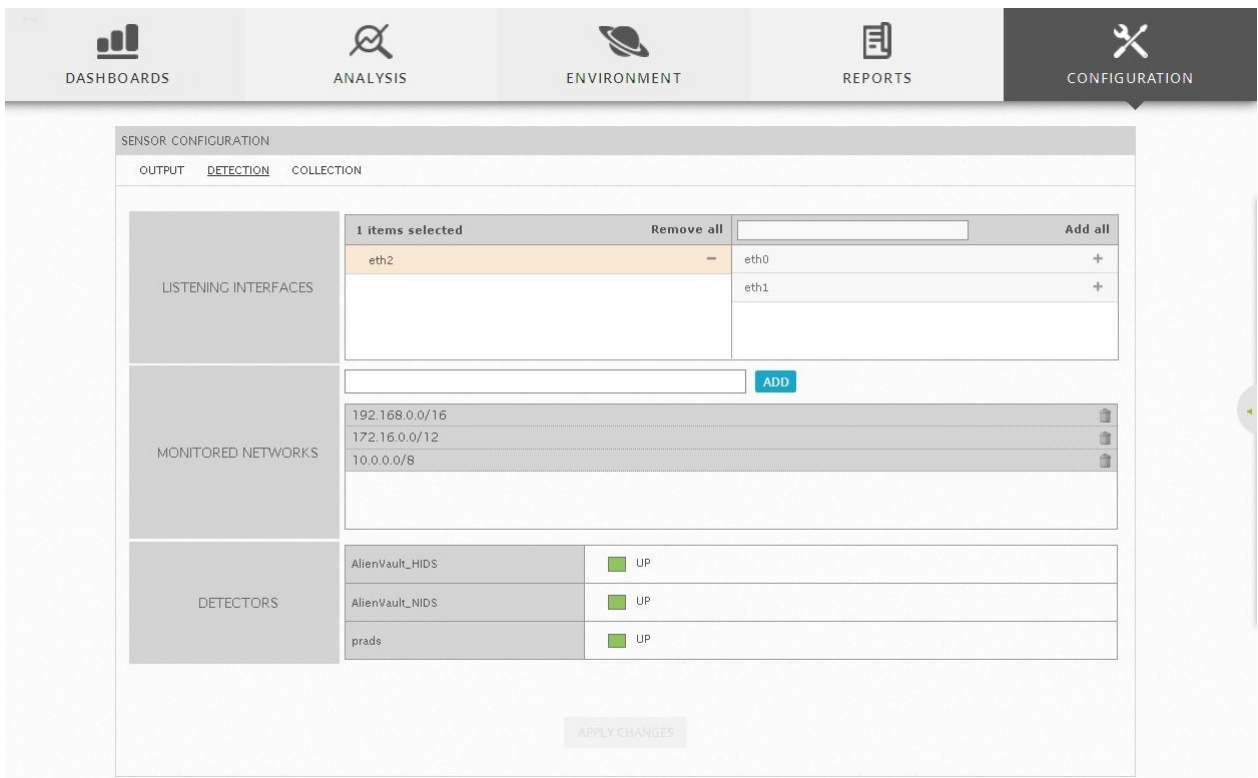 DASHBOARDS
ANALYSIS
ENVIRONMENT
REPORTS
CONFIGURATION
SENSOR CONFIGURATION
OUTPUT DETECTION COLLECTION
LISTENING INTERFACES
1 items selected Remove all
Add all
eth2
eth0
eth1
MONITORED NETWORKS
ADD
192.168.0.0/16
172.16.0.0/12
10.0.0.0/8
DETECTORS
AlienVault_HIDS UP
AlienVault_NIDS UP
prads UP
APPLY CHANGES